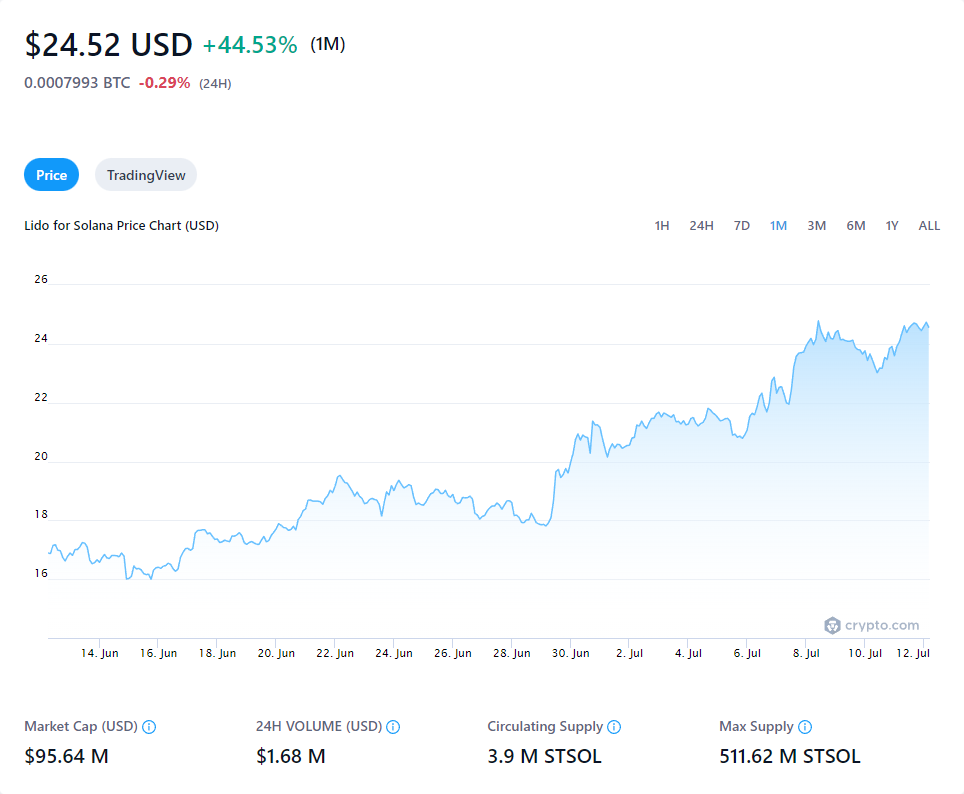 $24.52 USD +44.53% (1M)
0.0007993 BTC -0.29% (24H)
Price TradingView
Lido for Solana Price Chart (USD) 1H 24H 7D 1M 3M 6M 1Y ALL
26
24
22
20
18
16
crypto.com
14. Jun 16. Jun 18. Jun 20. Jun 22. Jun 24. Jun 26. Jun 28. Jun 30. Jun 2. Jul 4. Jul 6. Jul 8. Jul 10. Jul 12. Jul
Market Cap (USD) 24H VOLUME (USD) Circulating Supply Max Supply
$95.64 M $1.68 M 3.9 M STSOL 511.62 M STSOL